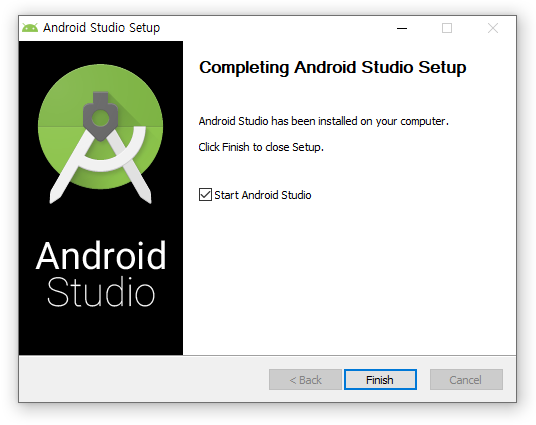 Android Studio Setup
Completing Android Studio Setup
Android Studio has been installed on your computer.
Click Finish to close Setup.
Start Android Studio
Android
Studio
< Back
Finish
Cancel